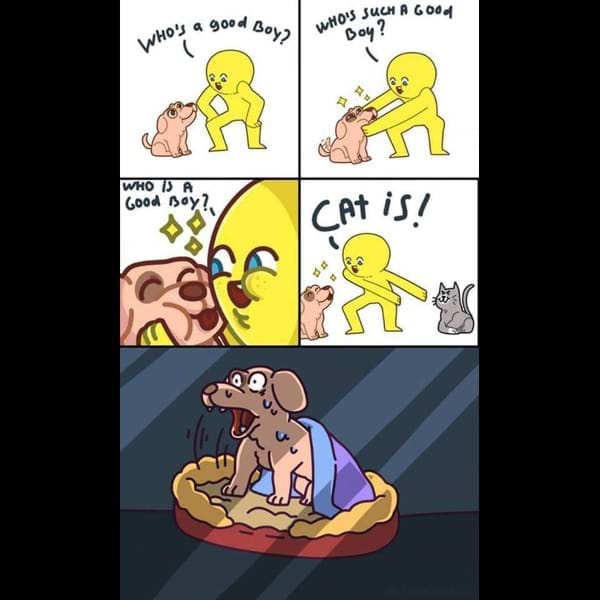 WHO'S a good Boy?
WHO'S SUCH A Good
Boy?
WHO IS A
Good Boy?
CAt iS!